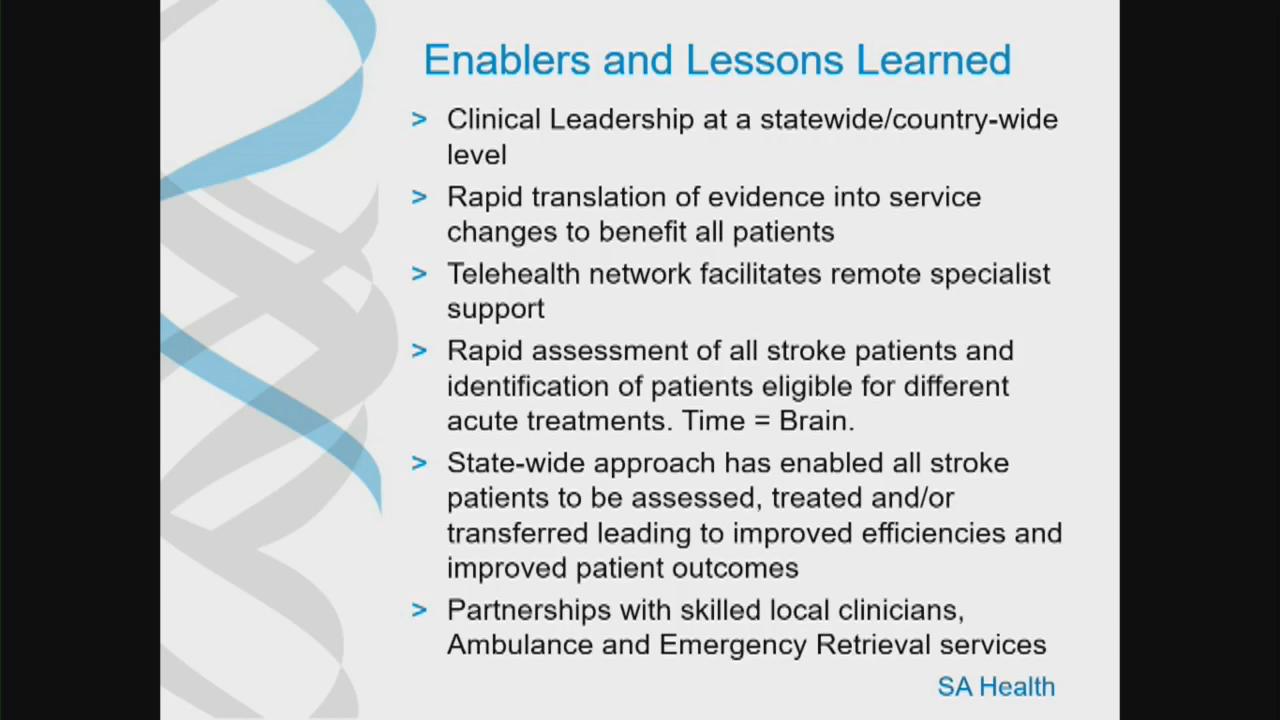 Enablers and Lessons Learned
> Clinical Leadership at a statewide/country-wide
level
> Rapid translation of evidence into service
changes to benefit all patients
> Telehealth network facilitates remote specialist
support
> Rapid assessment of all stroke patients and
identification of patients eligible for different
acute treatments. Time = Brain.
> State-wide approach has enabled all stroke
patients to be assessed, treated and/or
transferred leading to improved efficiencies and
improved patient outcomes
> Partnerships with skilled local clinicians,
Ambulance and Emergency Retrieval services
SA Health